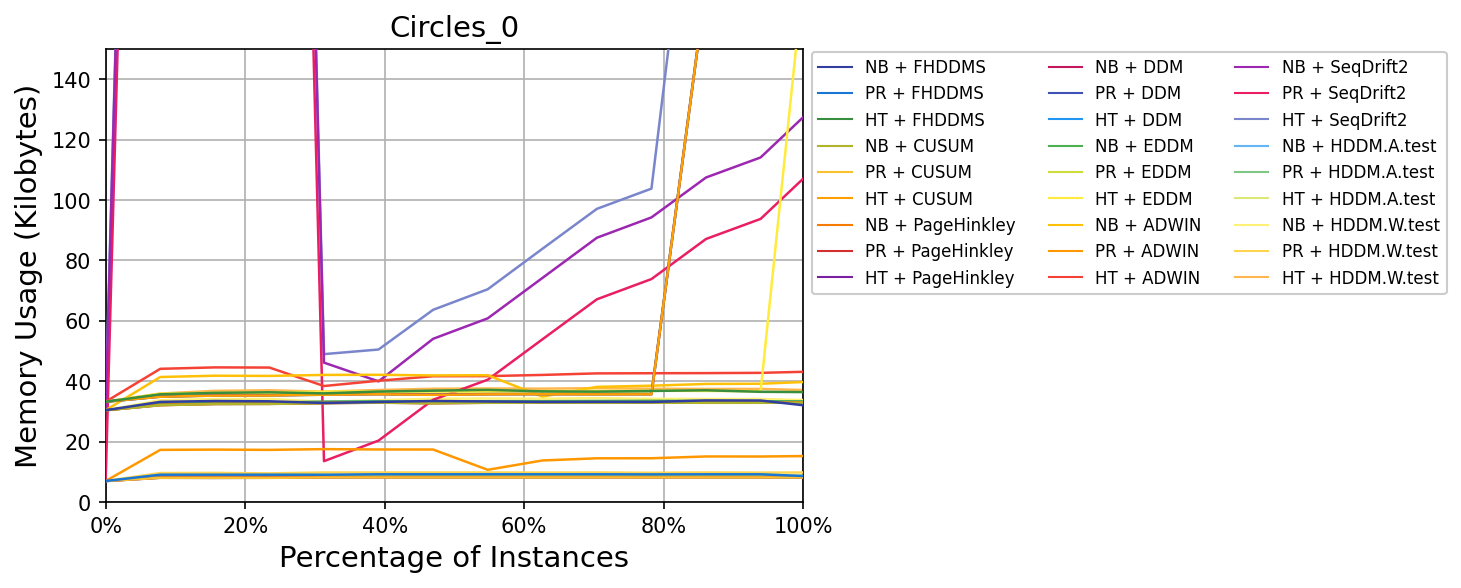 Circles_0
Memory Usage (Kilobytes)
140
120
100
80
60
40
20
0
0% 20% 40% 60% 80% 100%
Percentage of Instances
NB + FHDDMS
PR + FHDDMS
HT + FHDDMS
NB + CUSUM
PR + CUSUM
HT + CUSUM
NB + PageHinkley
PR + PageHinkley
HT + PageHinkley
NB + DDM
PR + DDM
HT + DDM
NB + EDDM
PR + EDDM
HT + EDDM
NB + ADWIN
PR + ADWIN
HT + ADWIN
NB + SeqDrift2
PR + SeqDrift2
HT + SeqDrift2
NB + HDDM.A.test
PR + HDDM.A.test
HT + HDDM.A.test
NB + HDDM.W.test
PR + HDDM.W.test
HT + HDDM.W.test